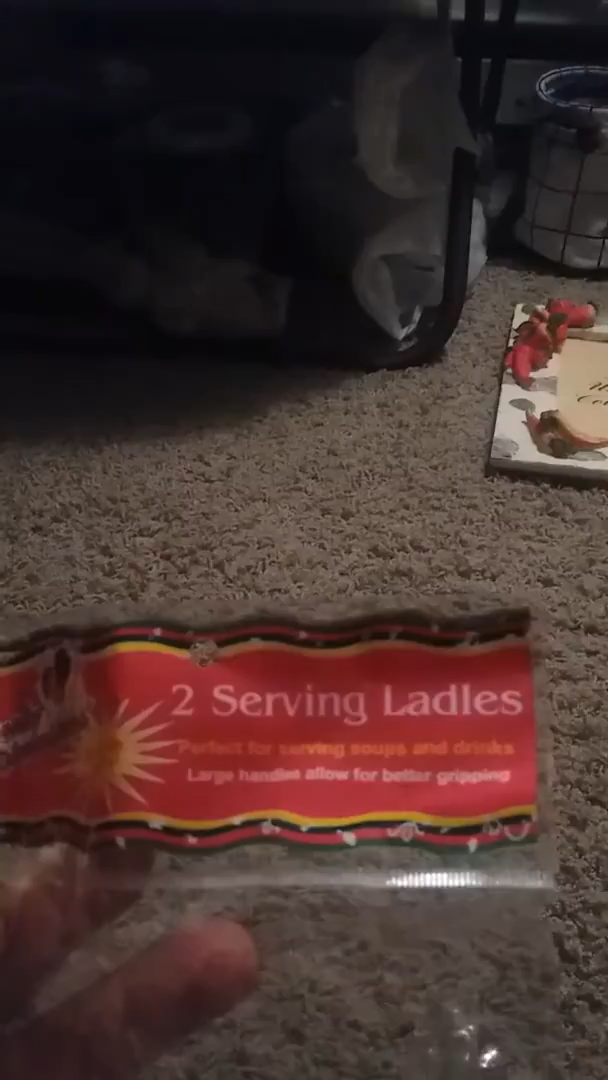 2 Serving Ladles
Perfect for serving soups and drinks
Large handles allow for better gripping